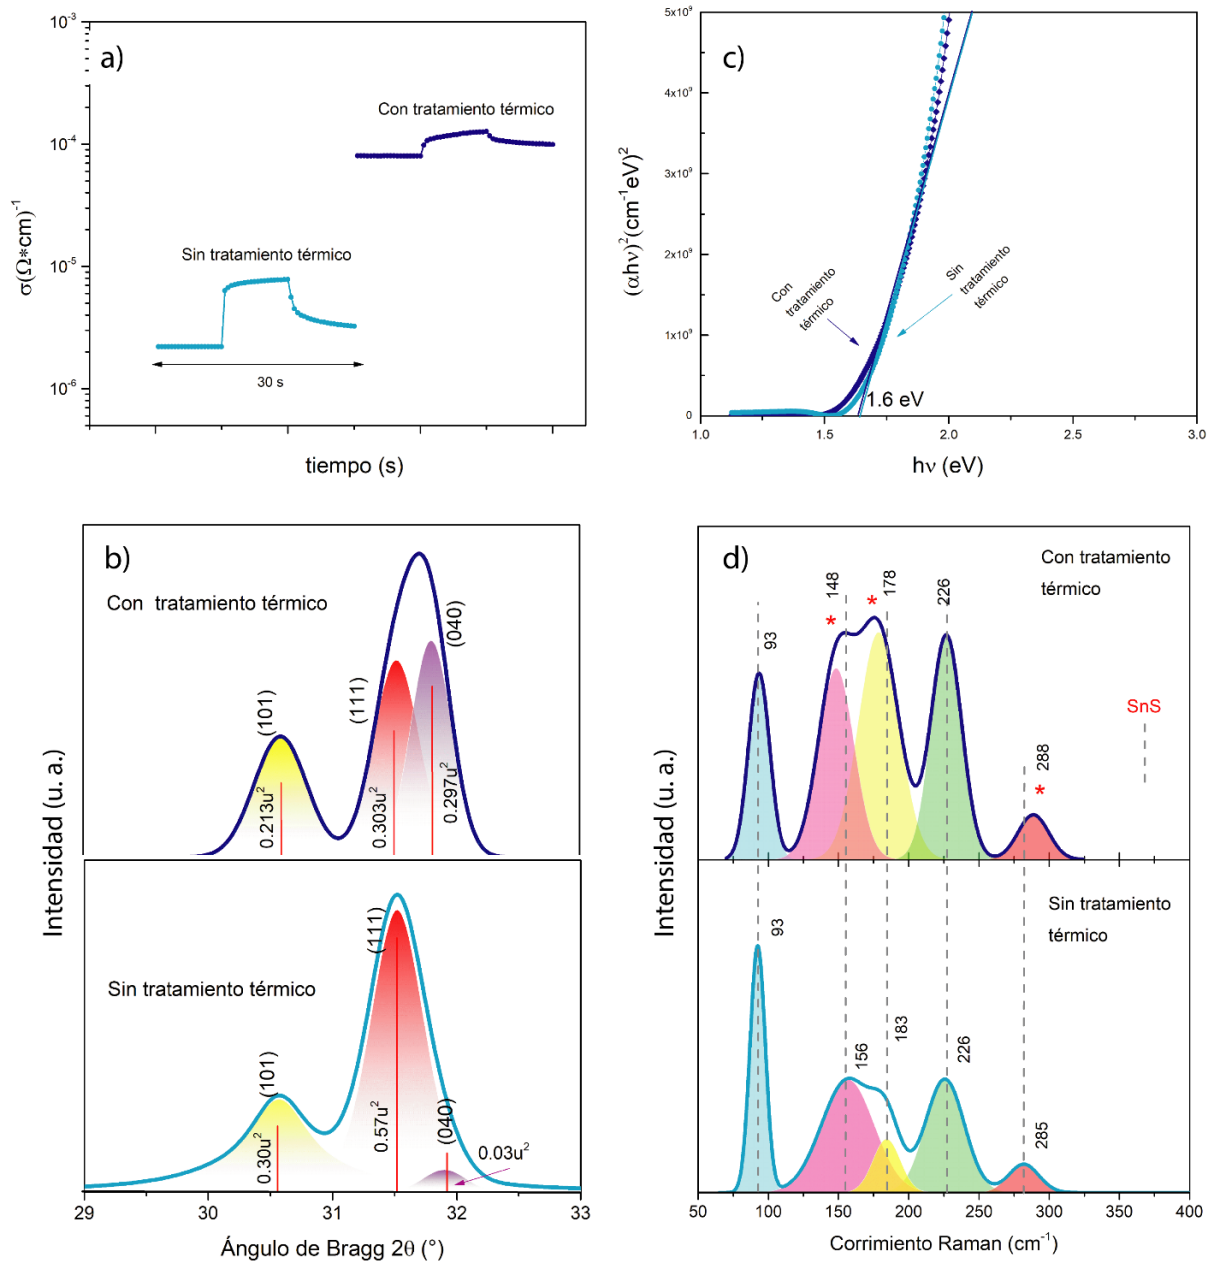 a)
10⁻³
10⁻⁴
10⁻⁵
10⁻⁶
σ(Ω*cm)⁻¹
Con tratamiento térmico
Sin tratamiento térmico
30 s
tiempo (s)
c)
5x10⁹
4x10⁹
3x10⁹
2x10⁹
1x10⁹
0
(αhν)²(cm⁻¹eV)²
Con
tratamiento
térmico
Sin
tratamiento
térmico
1.6 eV
1.0
1.5
2.0
2.5
3.0
hν (eV)
b)
Con tratamiento térmico
(101)
(111)
(040)
0.213u²
0.303u²
0.297u²
Intensidad (u. a.)
Sin tratamiento térmico
(101)
(111)
(040)
0.30u²
0.57u²
0.03u²
29
30
31
32
33
Ángulo de Bragg 2θ (°)
d)
Con tratamiento
térmico
93
148
178
226
288
*
*
*
SnS
Intensidad (u. a.)
Sin tratamiento
térmico
93
156
183
226
285
50
100
150
200
250
300
350
400
Corrimiento Raman (cm⁻¹)